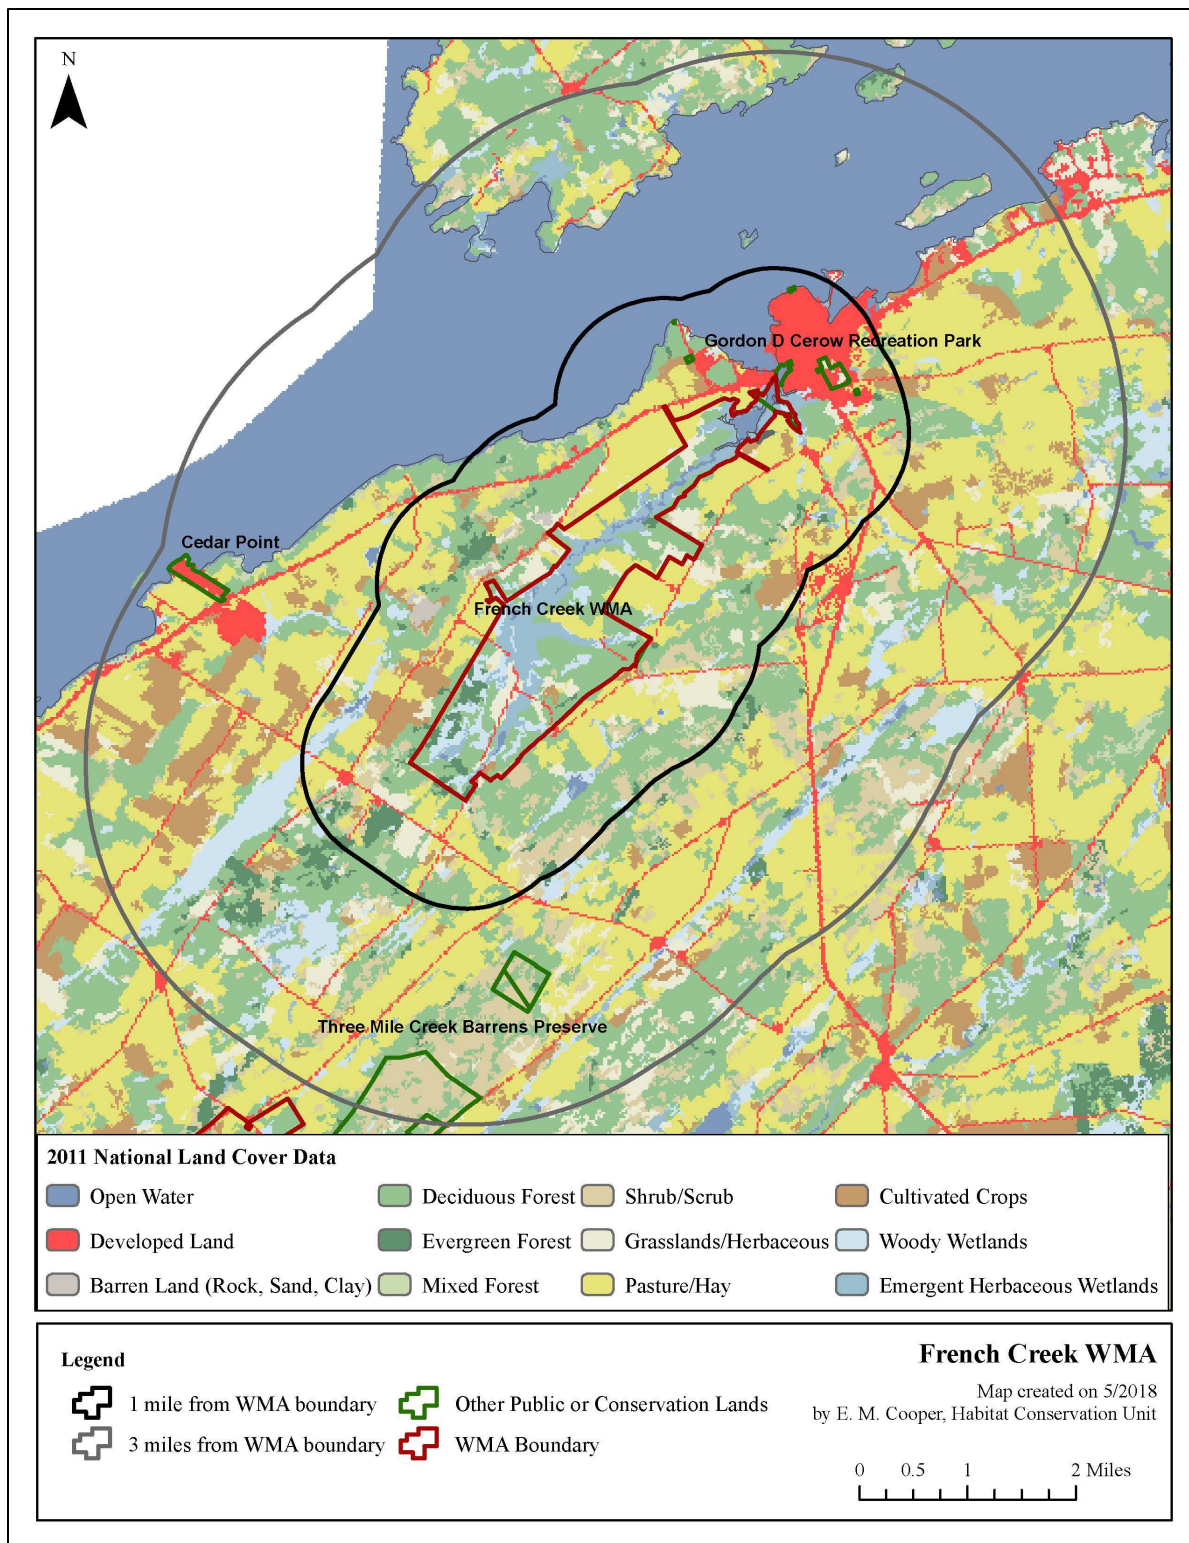 N
Gordon D Cerow Recreation Park
Cedar Point
French Creek WMA
Three Mile Creek Barrens Preserve
2011 National Land Cover Data
Open Water
Deciduous Forest
Shrub/Scrub
Cultivated Crops
Developed Land
Evergreen Forest
Grasslands/Herbaceous
Woody Wetlands
Barren Land (Rock, Sand, Clay)
Mixed Forest
Pasture/Hay
Emergent Herbaceous Wetlands
Legend
1 mile from WMA boundary
Other Public or Conservation Lands
3 miles from WMA boundary
WMA Boundary
French Creek WMA
Map created on 5/2018
by E. M. Cooper, Habitat Conservation Unit
0 0.5 1 2 Miles